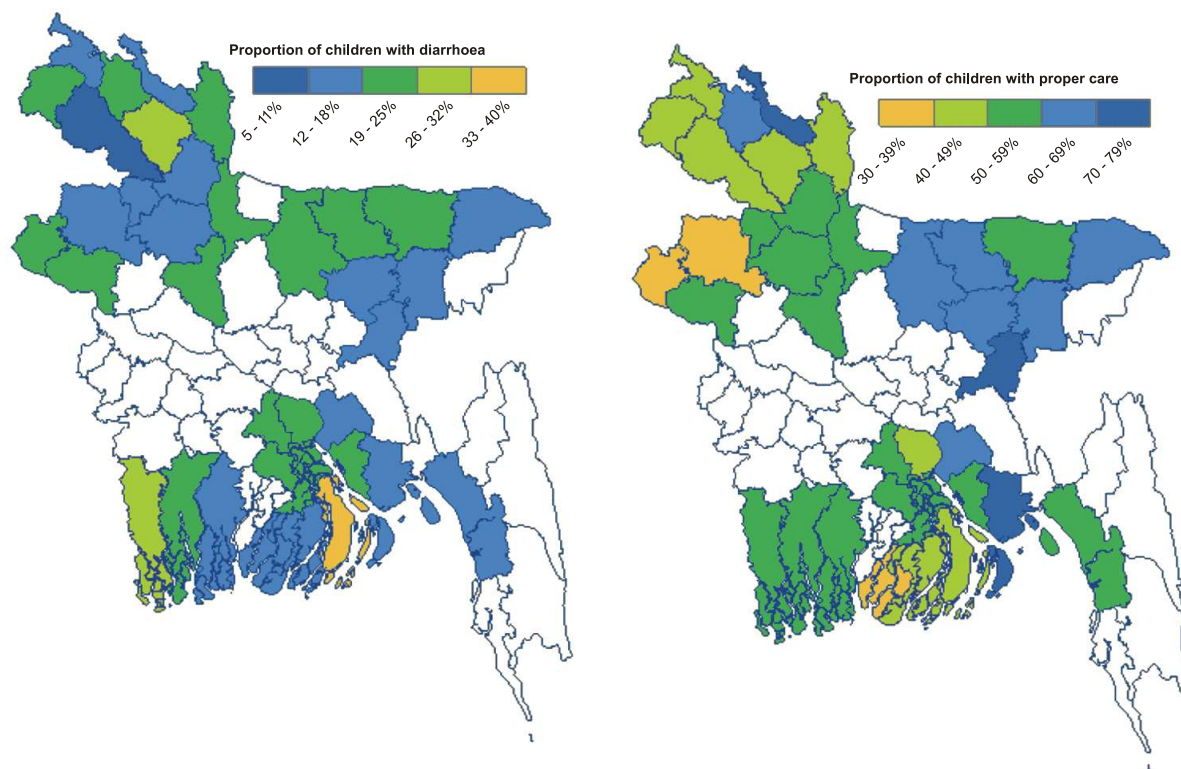 Proportion of children with diarrhoea
5 - 11%
12 - 18%
19 - 25%
26 - 32%
33 - 40%
Proportion of children with proper care
30 - 39%
40 - 49%
50 - 59%
60 - 69%
70 - 79%